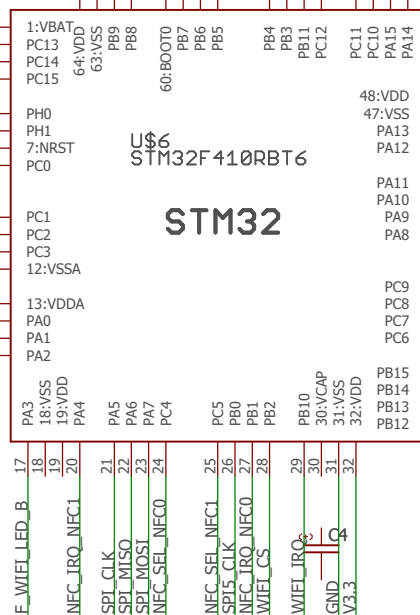 1:VBAT
PC13
PC14
PC15
64:VDD
63:VSS
PB9
PB8
60:BOOT0
PB7
PB6
PB5
PB4
PB3
PB11
PC12
PC11
PC10
PA15
PA14
PH0
PH1
7:NRST
PC0
U$6
STM32F410RBT6
48:VDD
47:VSS
PA13
PA12
STM32
PA11
PA10
PA9
PA8
PC1
PC2
PC3
12:VSSA
13:VDDA
PA0
PA1
PA2
PC9
PC8
PC7
PC6
PB15
PB14
PB13
PB12
PA3
18:VSS
19:VDD
PA4
PA5
PA6
PA7
PC4
PC5
PB0
PB1
PB2
PB10
30:VCAP
31:VSS
32:VDD
17
18
19
20
21
22
23
24
25
26
27
28
29
30
31
32
F_WIFI_LED_B
NFC_IRQ_NFC1
SPI_CLK
SPI_MISO
SPI_MOSI
NFC_SEL_NFC0
NFC_SEL_NFC1
SPI5_CLK
NFC_IRQ_NFC0
WIFI_CS
WIFI_IRQ
C4
GND
V3.3